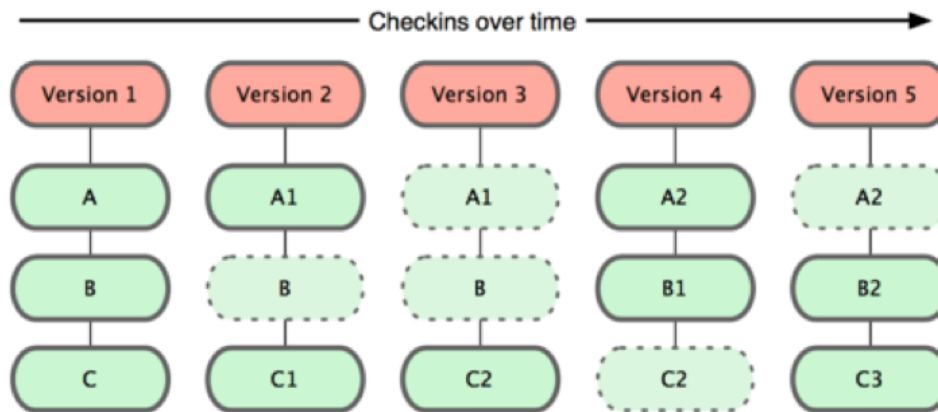 Checkins over time
Version 1 Version 2 Version 3 Version 4 Version 5
A A1 A1 A2 A2
B B B B1 B2
C C1 C2 C2 C3